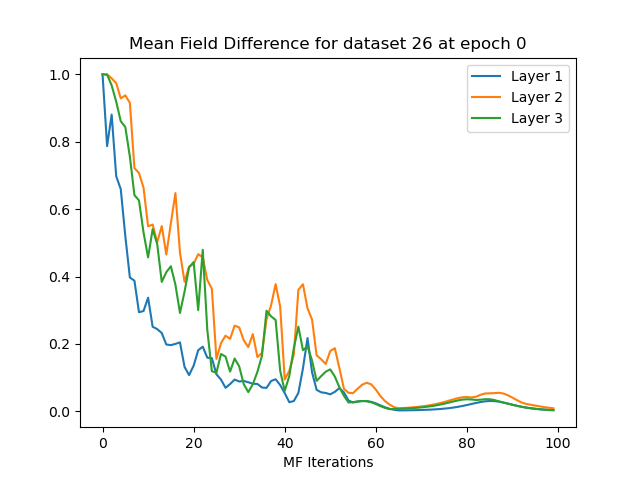 Mean Field Difference for dataset 26 at epoch 0
1.0
0.8
0.6
0.4
0.2
0.0
Layer 1
Layer 2
Layer 3
0 20 40 60 80 100
MF Iterations